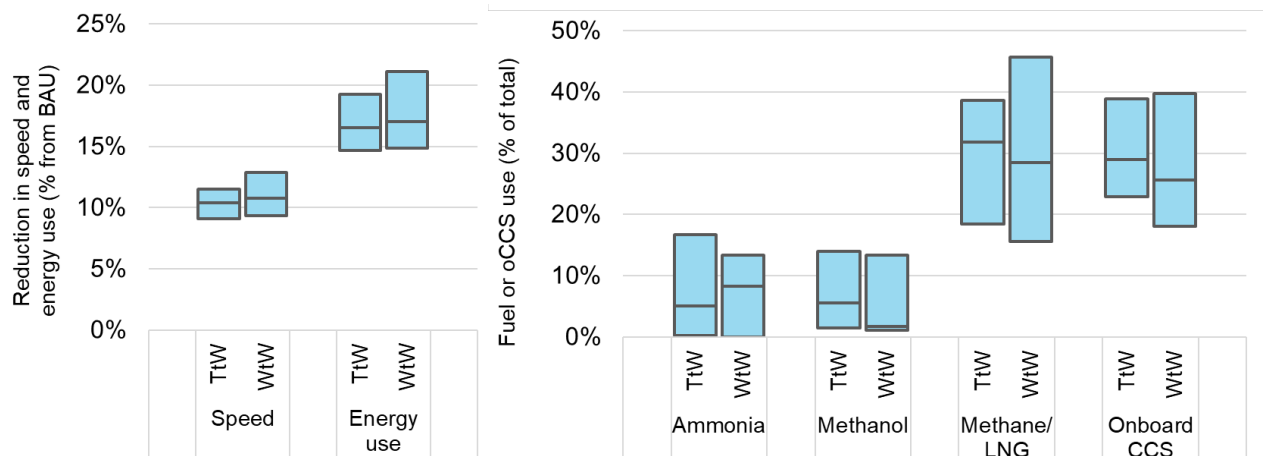 Reduction in speed and
energy use (% from BAU)
25%
20%
15%
10%
5%
0%
TtW
WtW
TtW
WtW
Speed
Energy
use
Fuel or oCCS use (% of total)
50%
40%
30%
20%
10%
0%
TtW
WtW
TtW
WtW
TtW
WtW
TtW
WtW
Ammonia
Methanol
Methane/
LNG
Onboard
CCS